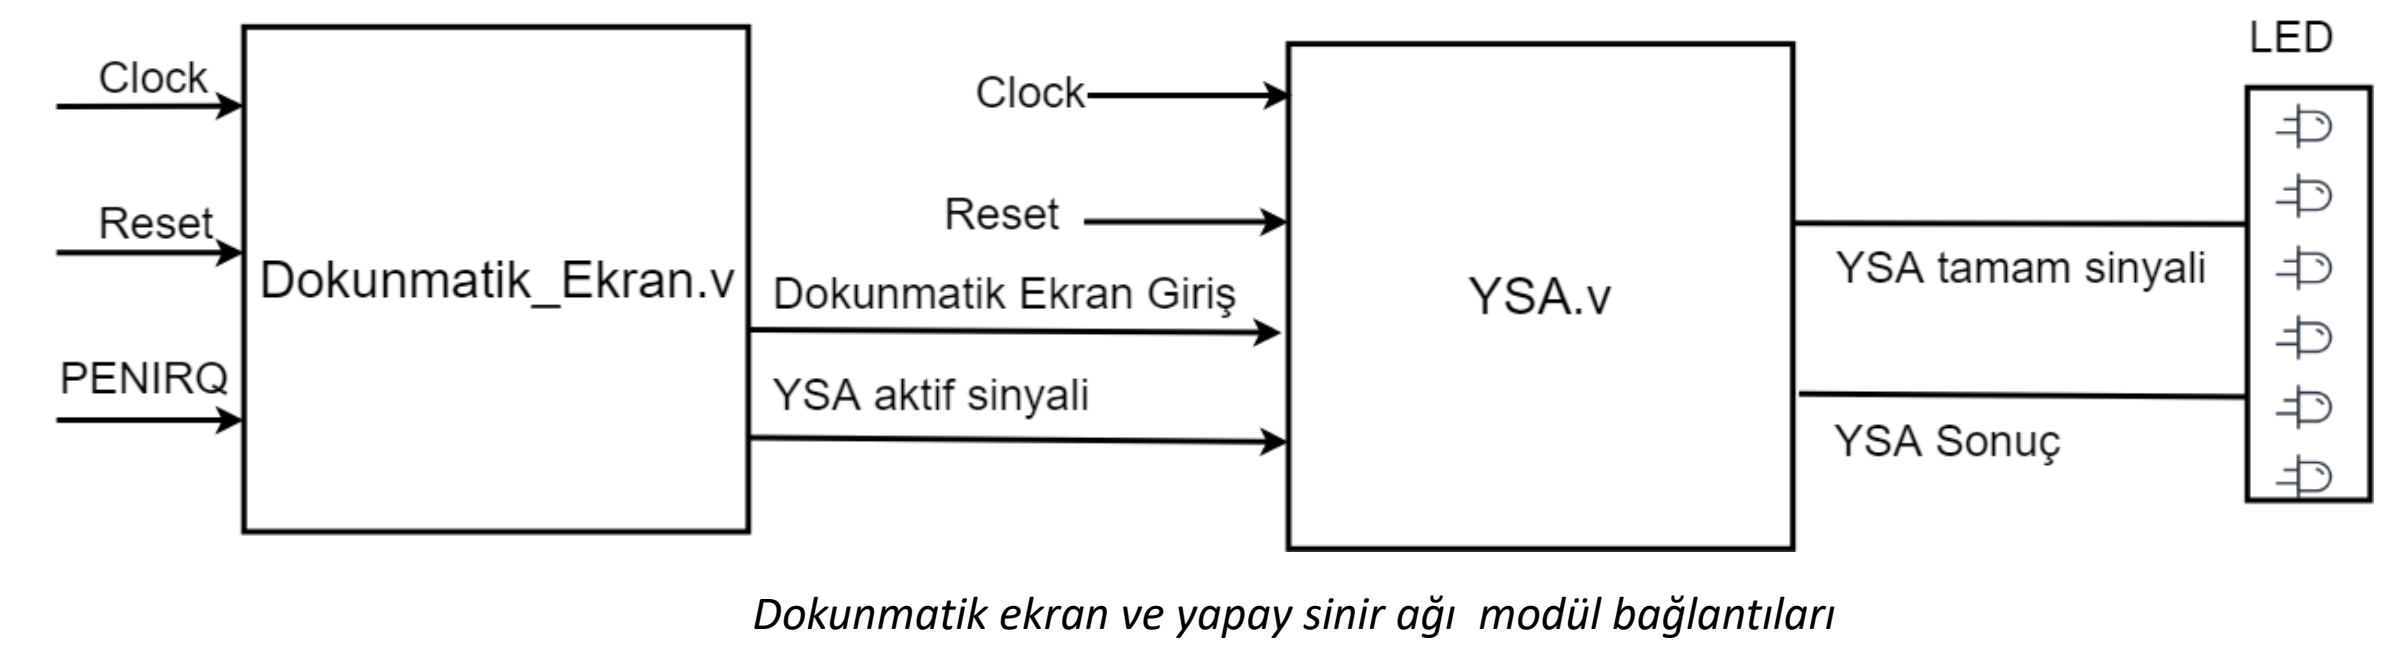 Clock
Reset
PENIRQ
Dokunmatik_Ekran.v
Clock
Reset
Dokunmatik Ekran Giriş
YSA aktif sinyali
YSA.v
YSA tamam sinyali
YSA Sonuç
LED
Dokunmatik ekran ve yapay sinir ağı modül bağlantıları